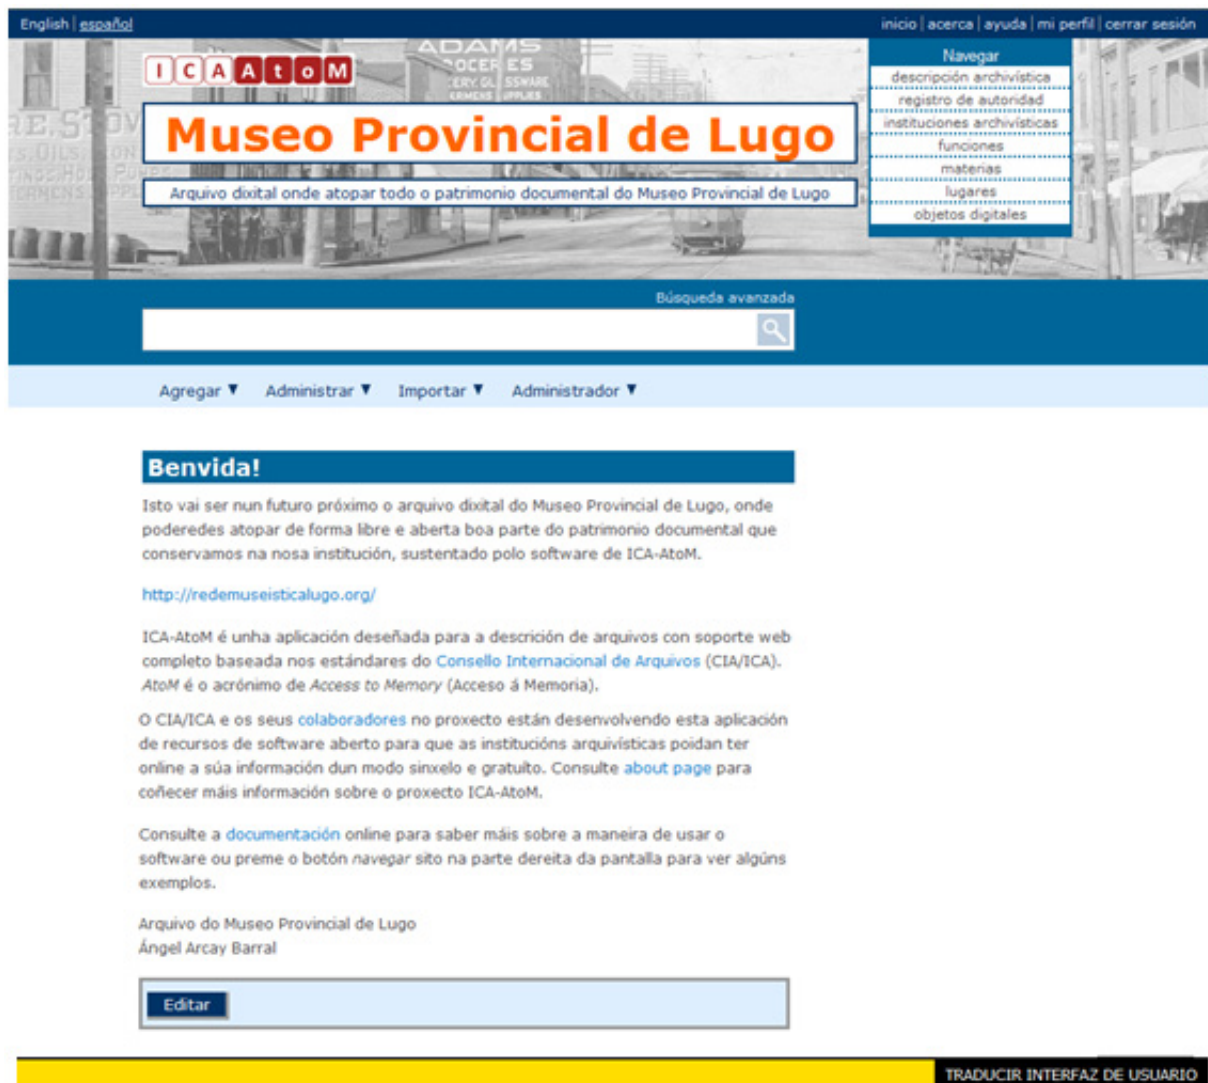 English | español
inicio | acerca | ayuda | mi perfil | cerrar sesión
ICAAtoM
ADAMS
Museo Provincial de Lugo
Arquivo dixital onde atopar todo o patrimonio documental do Museo Provincial de Lugo
Navegar
descripción archivística
registro de autoridad
instituciones archivísticas
funciones
materias
lugares
objetos digitales
Búsqueda avanzada
Agregar ▼ Administrar ▼ Importar ▼ Administrador ▼
Benvida!
Isto vai ser nun futuro próximo o arquivo dixital do Museo Provincial de Lugo, onde
poderedes atopar de forma libre e aberta boa parte do patrimonio documental que
conservamos na nosa institución, sustentado polo software de ICA-AtoM.
http://redemuseisticalugo.org/
ICA-AtoM é unha aplicación deseñada para a descrición de arquivos con soporte web
completo baseada nos estándares do Consello Internacional de Arquivos (CIA/ICA).
AtoM é o acrónimo de Access to Memory (Acceso á Memoria).
O CIA/ICA e os seus colaboradores no proxecto están desenvolvendo esta aplicación
de recursos de software aberto para que as institucións arquivísticas poidan ter
online a súa información dun modo sinxelo e gratuíto. Consulte about page para
coñecer máis información sobre o proxecto ICA-AtoM.
Consulte a documentación online para saber máis sobre a maneira de usar o
software ou preme o botón navegar sito na parte dereita da pantalla para ver algúns
exemplos.
Arquivo do Museo Provincial de Lugo
Ángel Arcay Barral
Editar
TRADUCIR INTERFAZ DE USUARIO